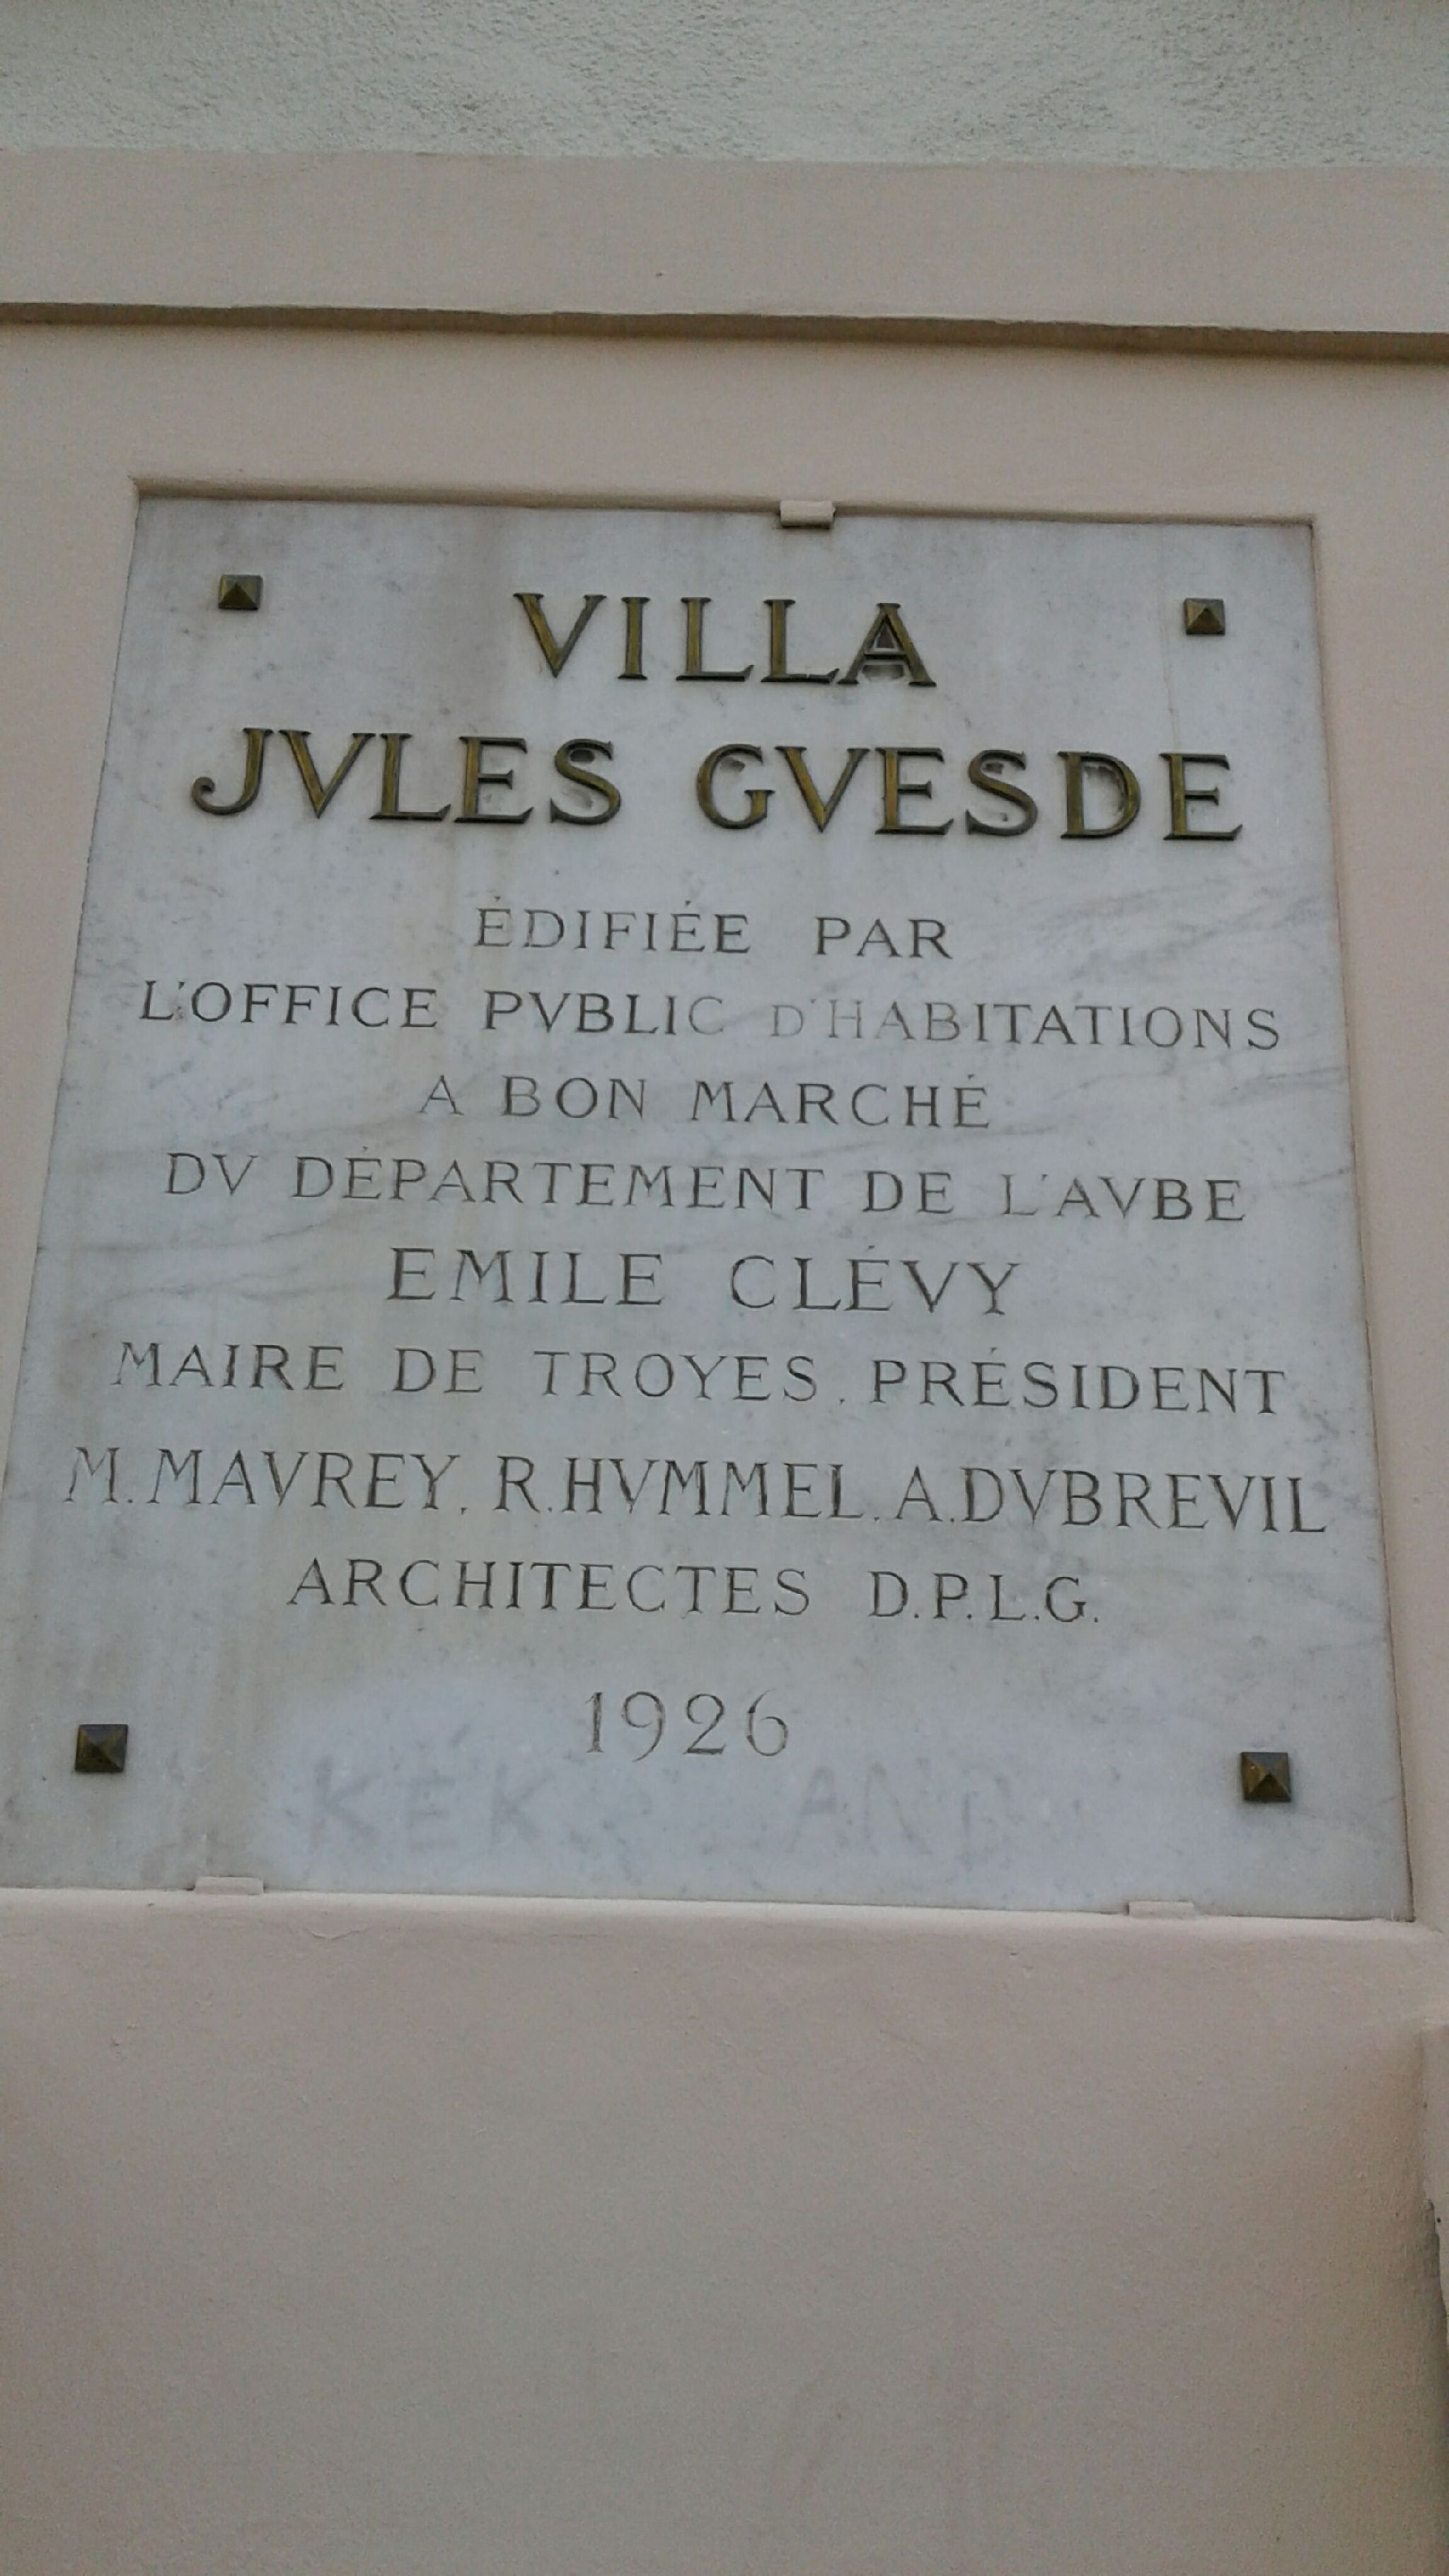 VILLA
JVLES GVESDE
ÉDIFIÉE PAR
L'OFFICE PVBLIC D'HABITATIONS
A BON MARCHÉ
DV DÉPARTEMENT DE L'AVBE
EMILE CLÉVY
MAIRE DE TROYES. PRÉSIDENT
M. MAVREY. R. HVMMEL. A. DVBREVIL
ARCHITECTES D.P.L.G.
1926